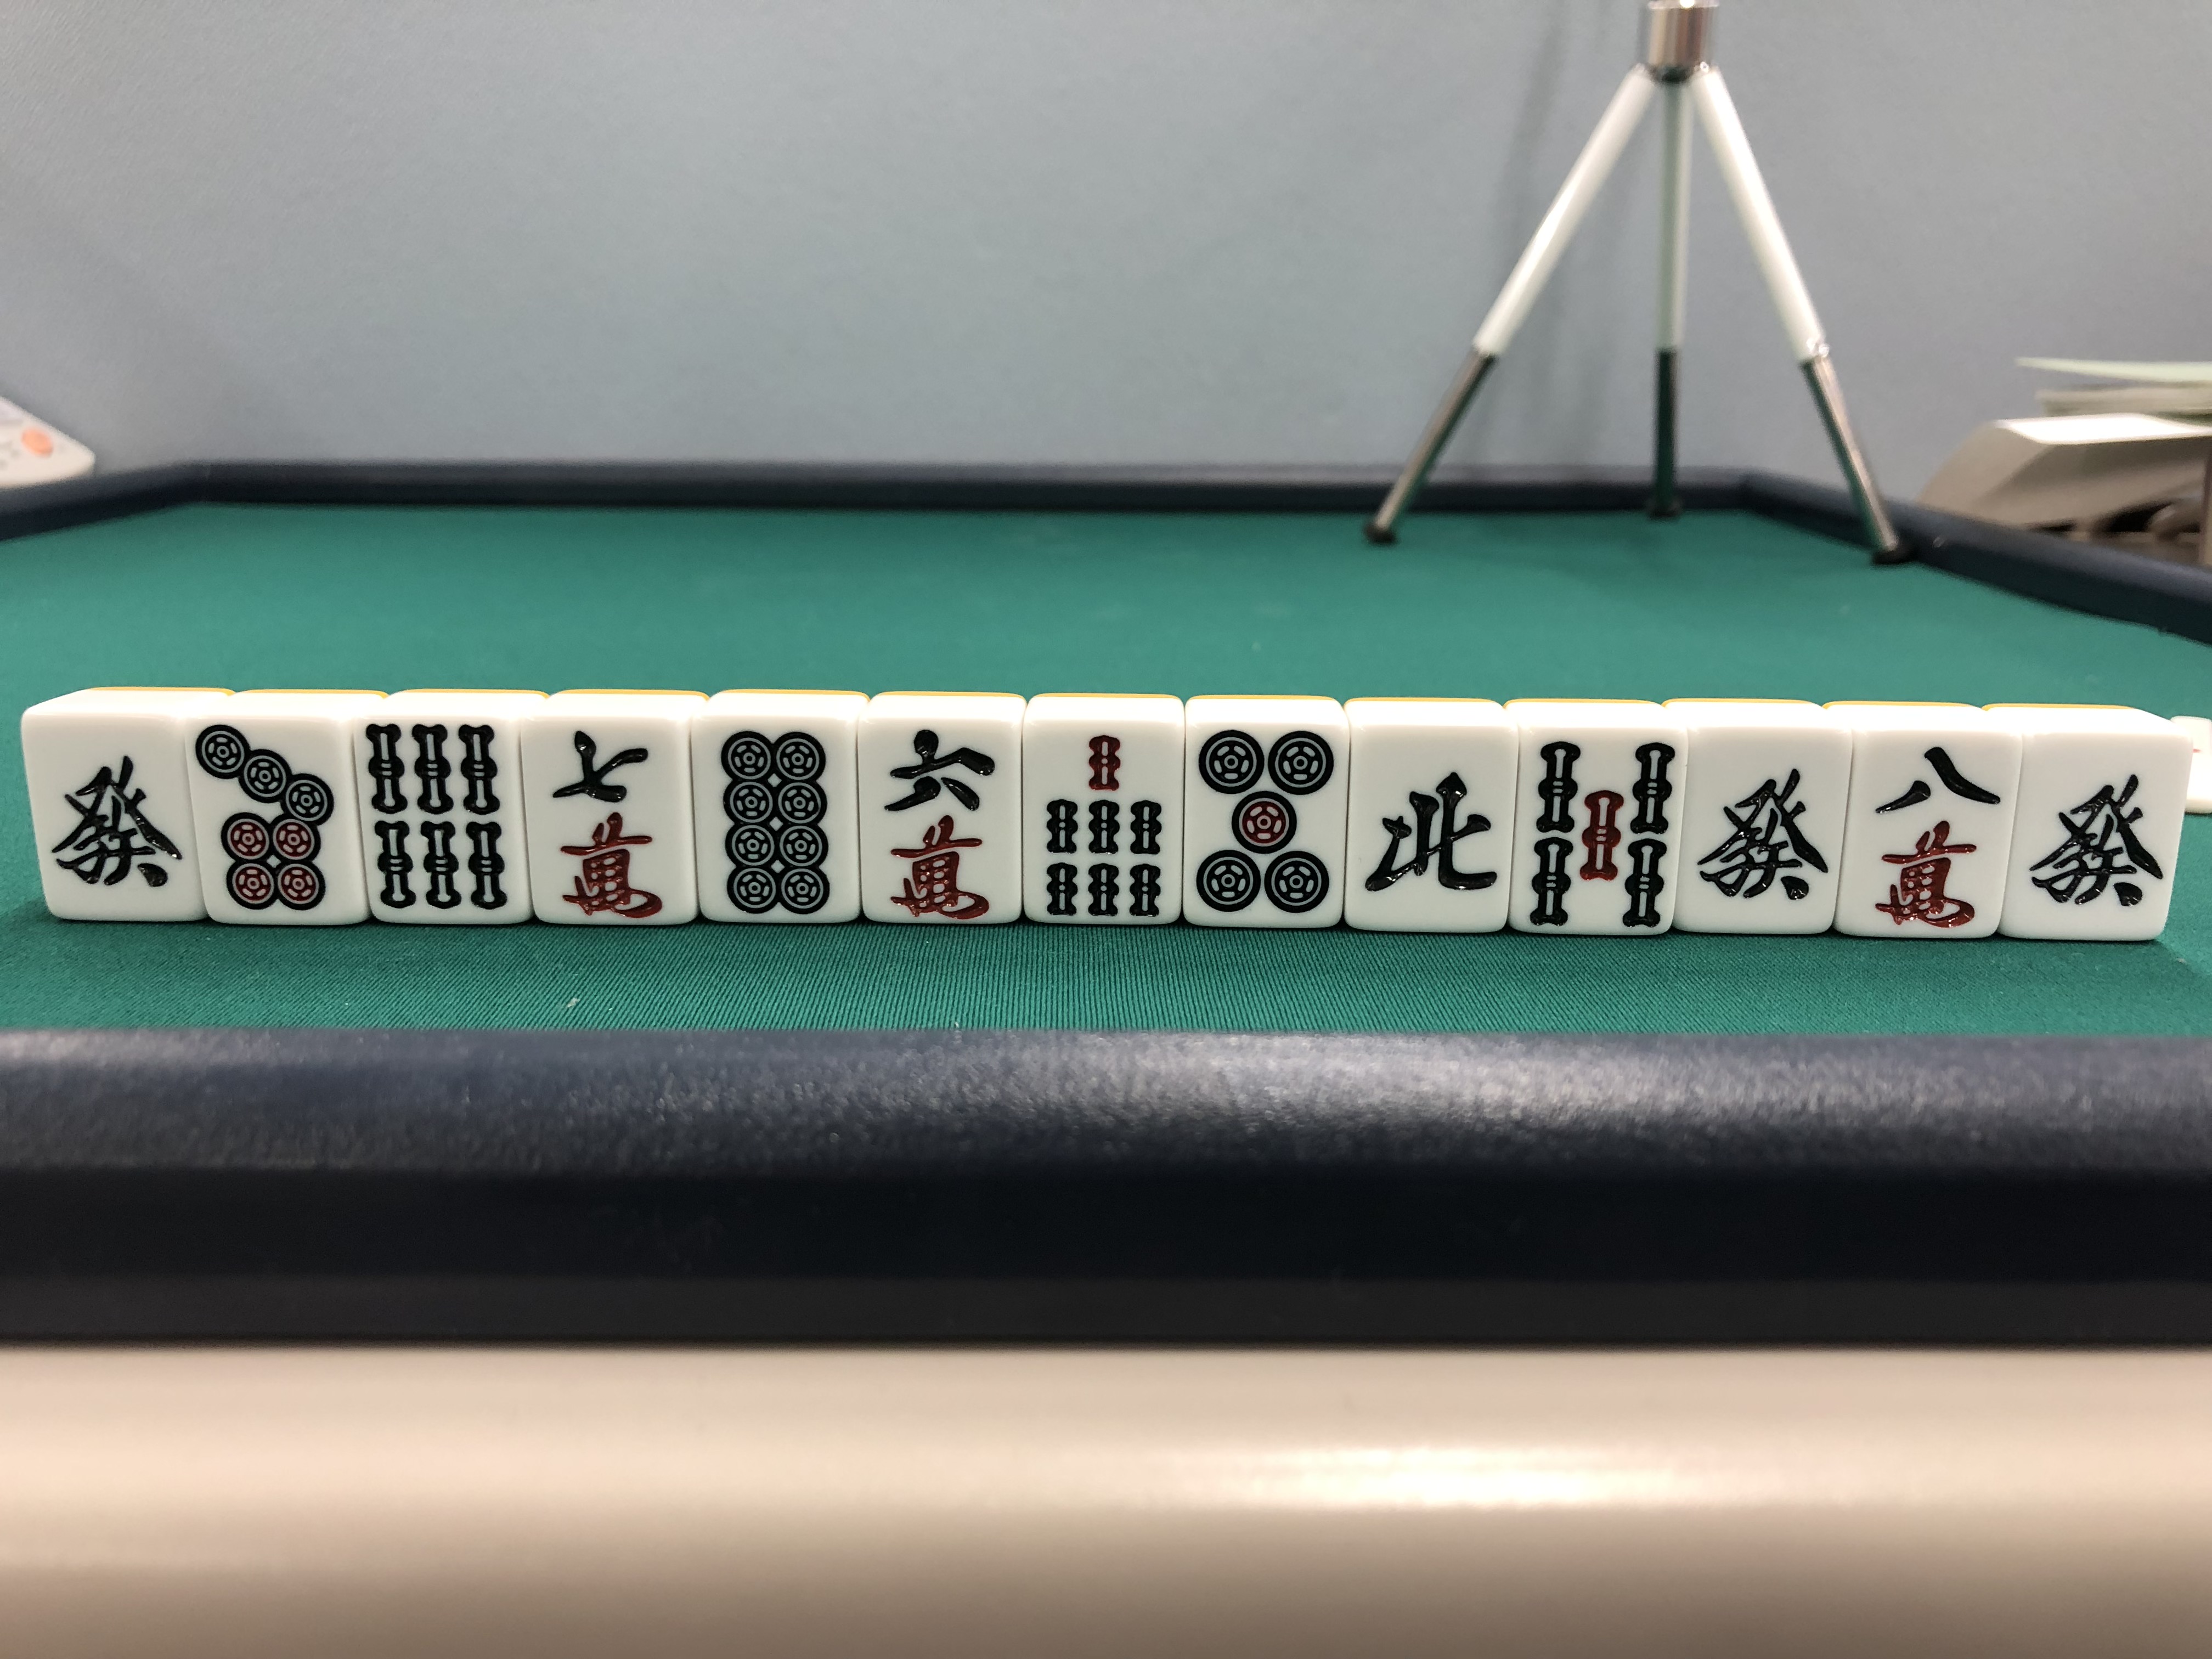 發 七萬 六萬 北 發 八萬 發